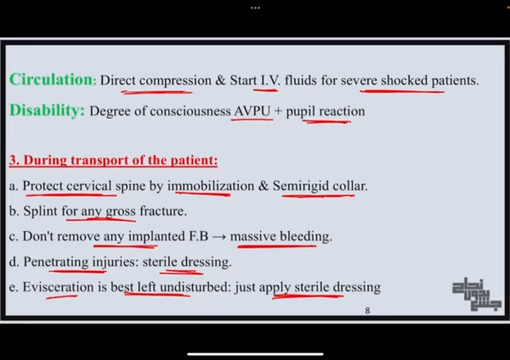 Circulation: Direct compression & Start I.V. fluids for severe shocked patients.
Disability: Degree of consciousness AVPU + pupil reaction
3. During transport of the patient:
a. Protect cervical spine by immobilization & Semirigid collar.
b. Splint for any gross fracture.
c. Don't remove any implanted F.B → massive bleeding.
d. Penetrating injuries: sterile dressing.
e. Evisceration is best left undisturbed: just apply sterile dressing
8